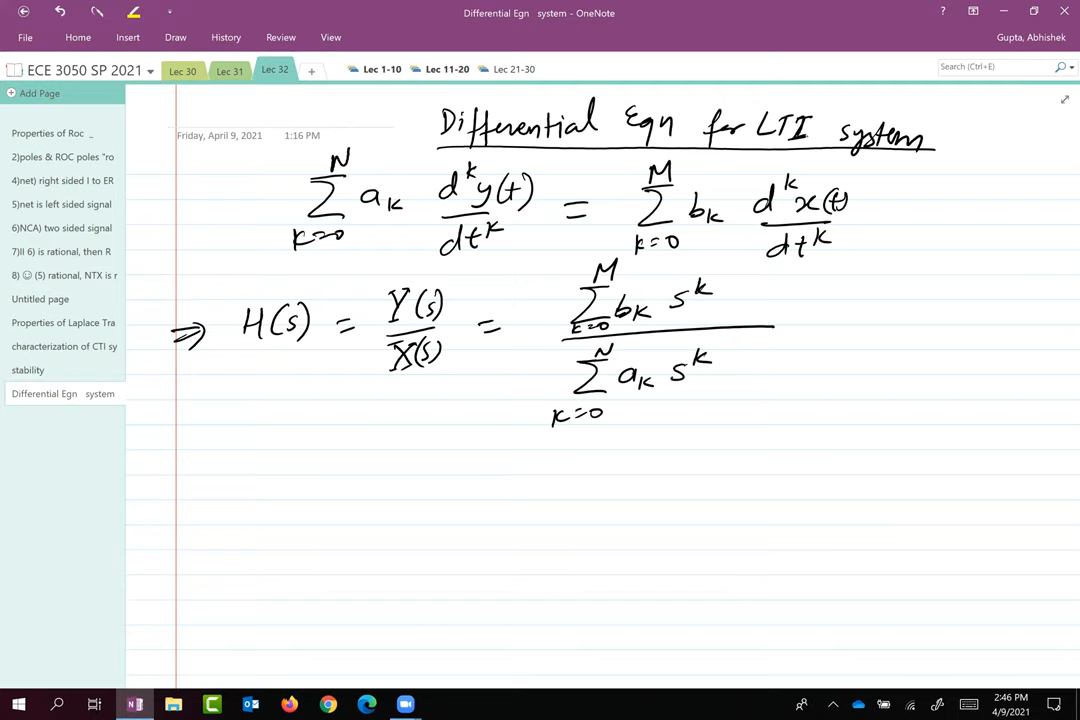 Differential Egn system - OneNote
? Gupta, Abhishek
File Home Insert Draw History Review View
ECE 3050 SP 2021 Lec 30 Lec 31 Lec 32 + Lec 1-10 Lec 11-20 Lec 21-30 Search (Ctrl+E)
Add Page
Properties of Roc _
2)poles & ROC poles "ro
4)net) right sided I to ER
5)net is left sided signal
6)NCA) two sided signal
7)II 6) is rational, then R
8) ☺ (5) rational, NTX is r
Untitled page
Properties of Laplace Tra
characterization of CTI sy
stability
Differential Egn system
Friday, April 9, 2021 1:16 PM
Differential Eqn for LTI system
∑_{k=0}^{N} a_k d^k y(t)/dt^k = ∑_{k=0}^{M} b_k d^k x(t)/dt^k
⇒ H(s) = Y(s)/X(s) = ∑_{k=0}^{M} b_k s^k / ∑_{k=0}^{N} a_k s^k
2:46 PM
4/9/2021